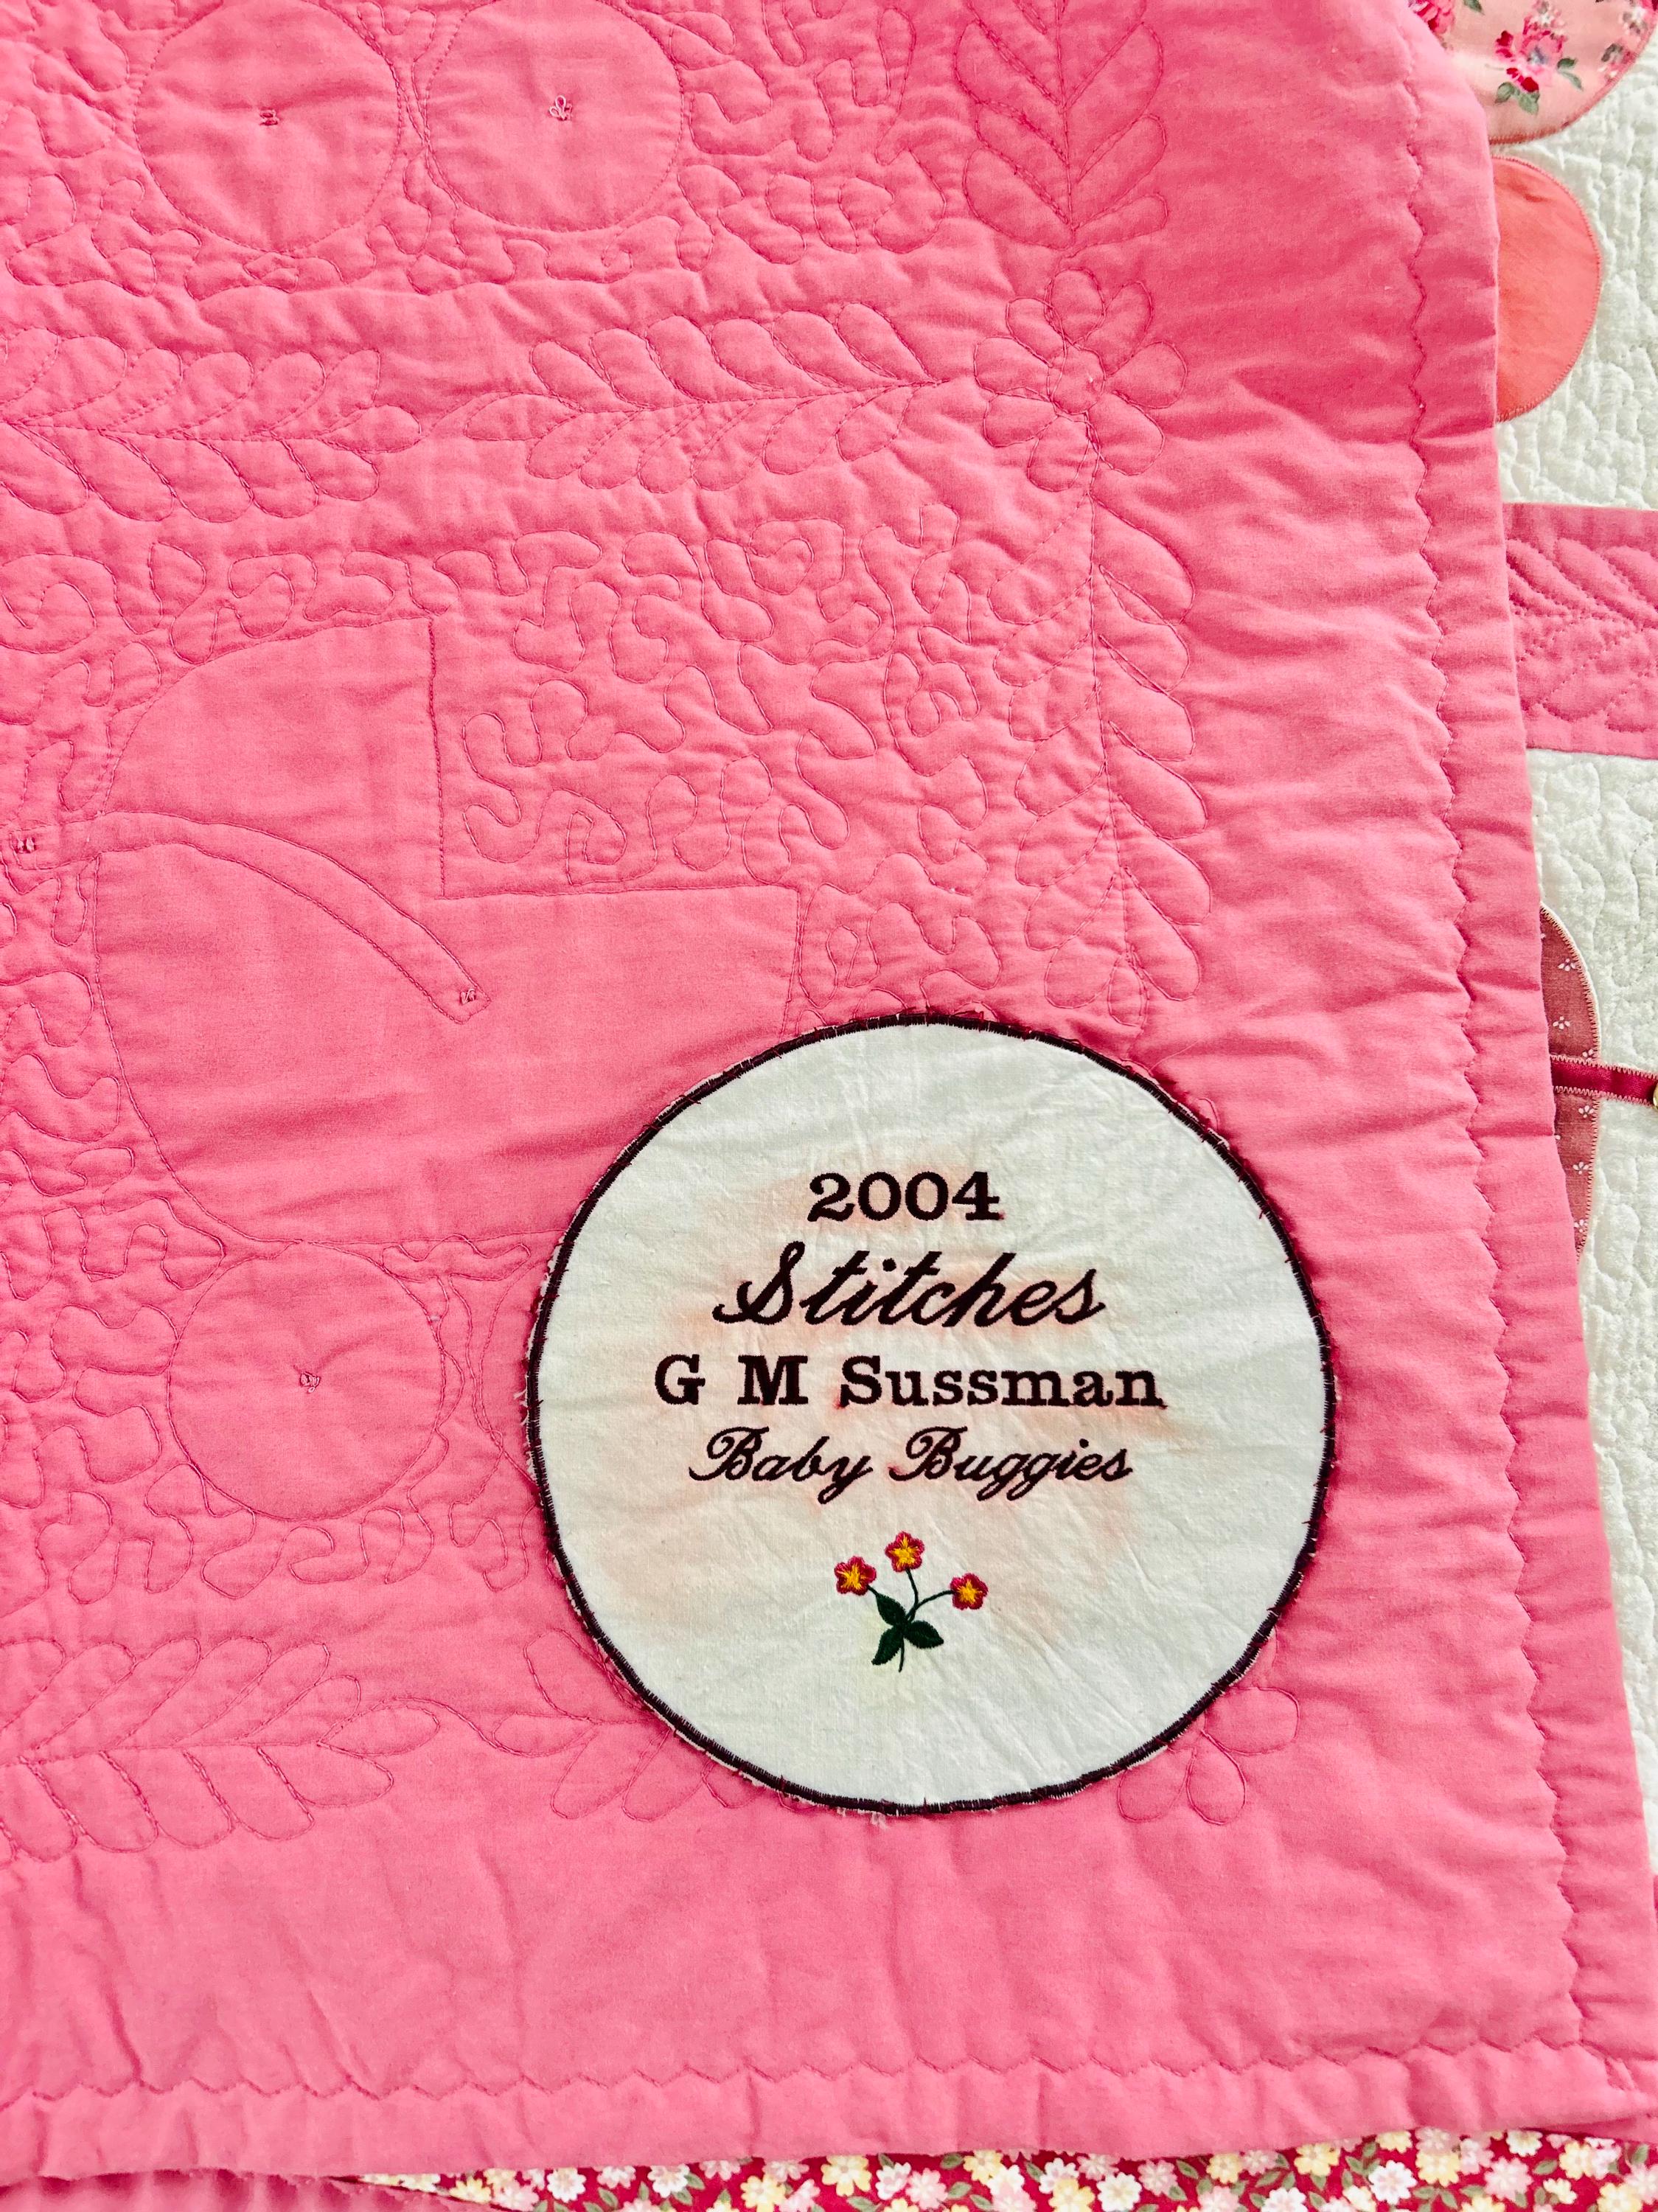 2004
Stitches
G M Sussman
Baby Buggies